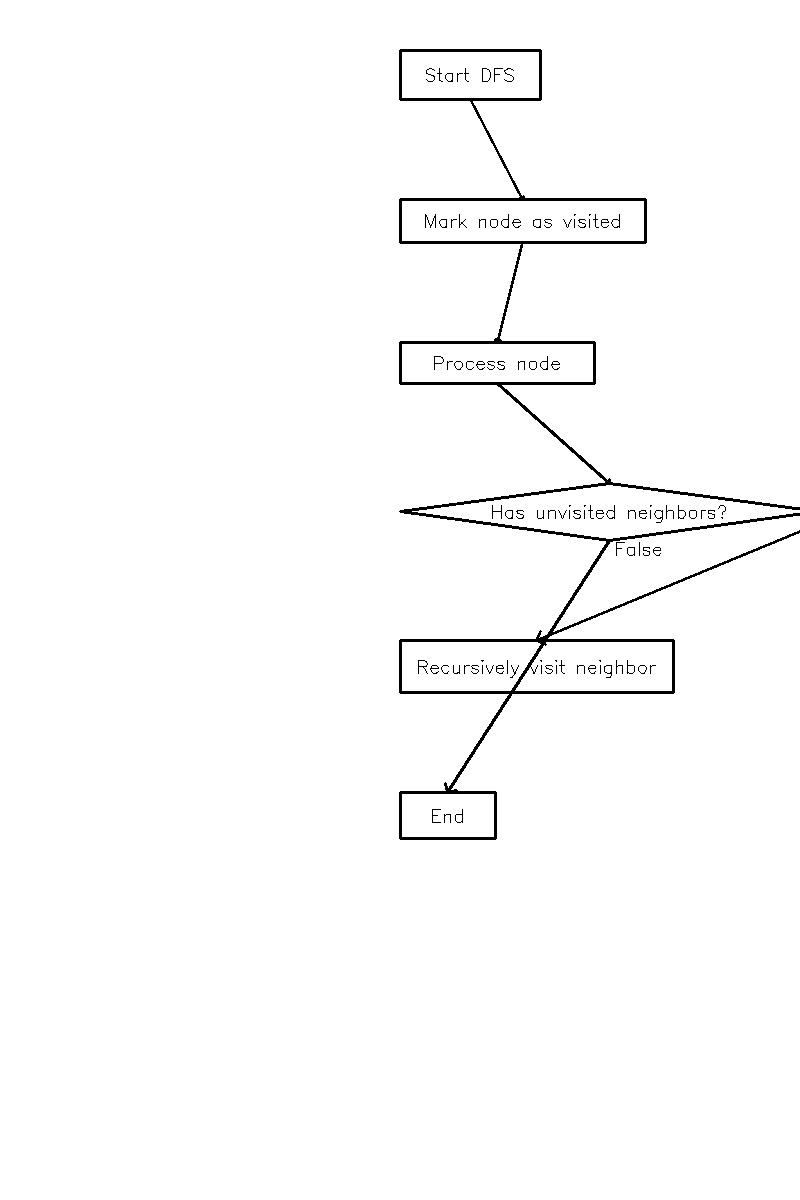 Start DFS
Mark node as visited
Process node
Has unvisited neighbors?
False
Recursively visit neighbor
End